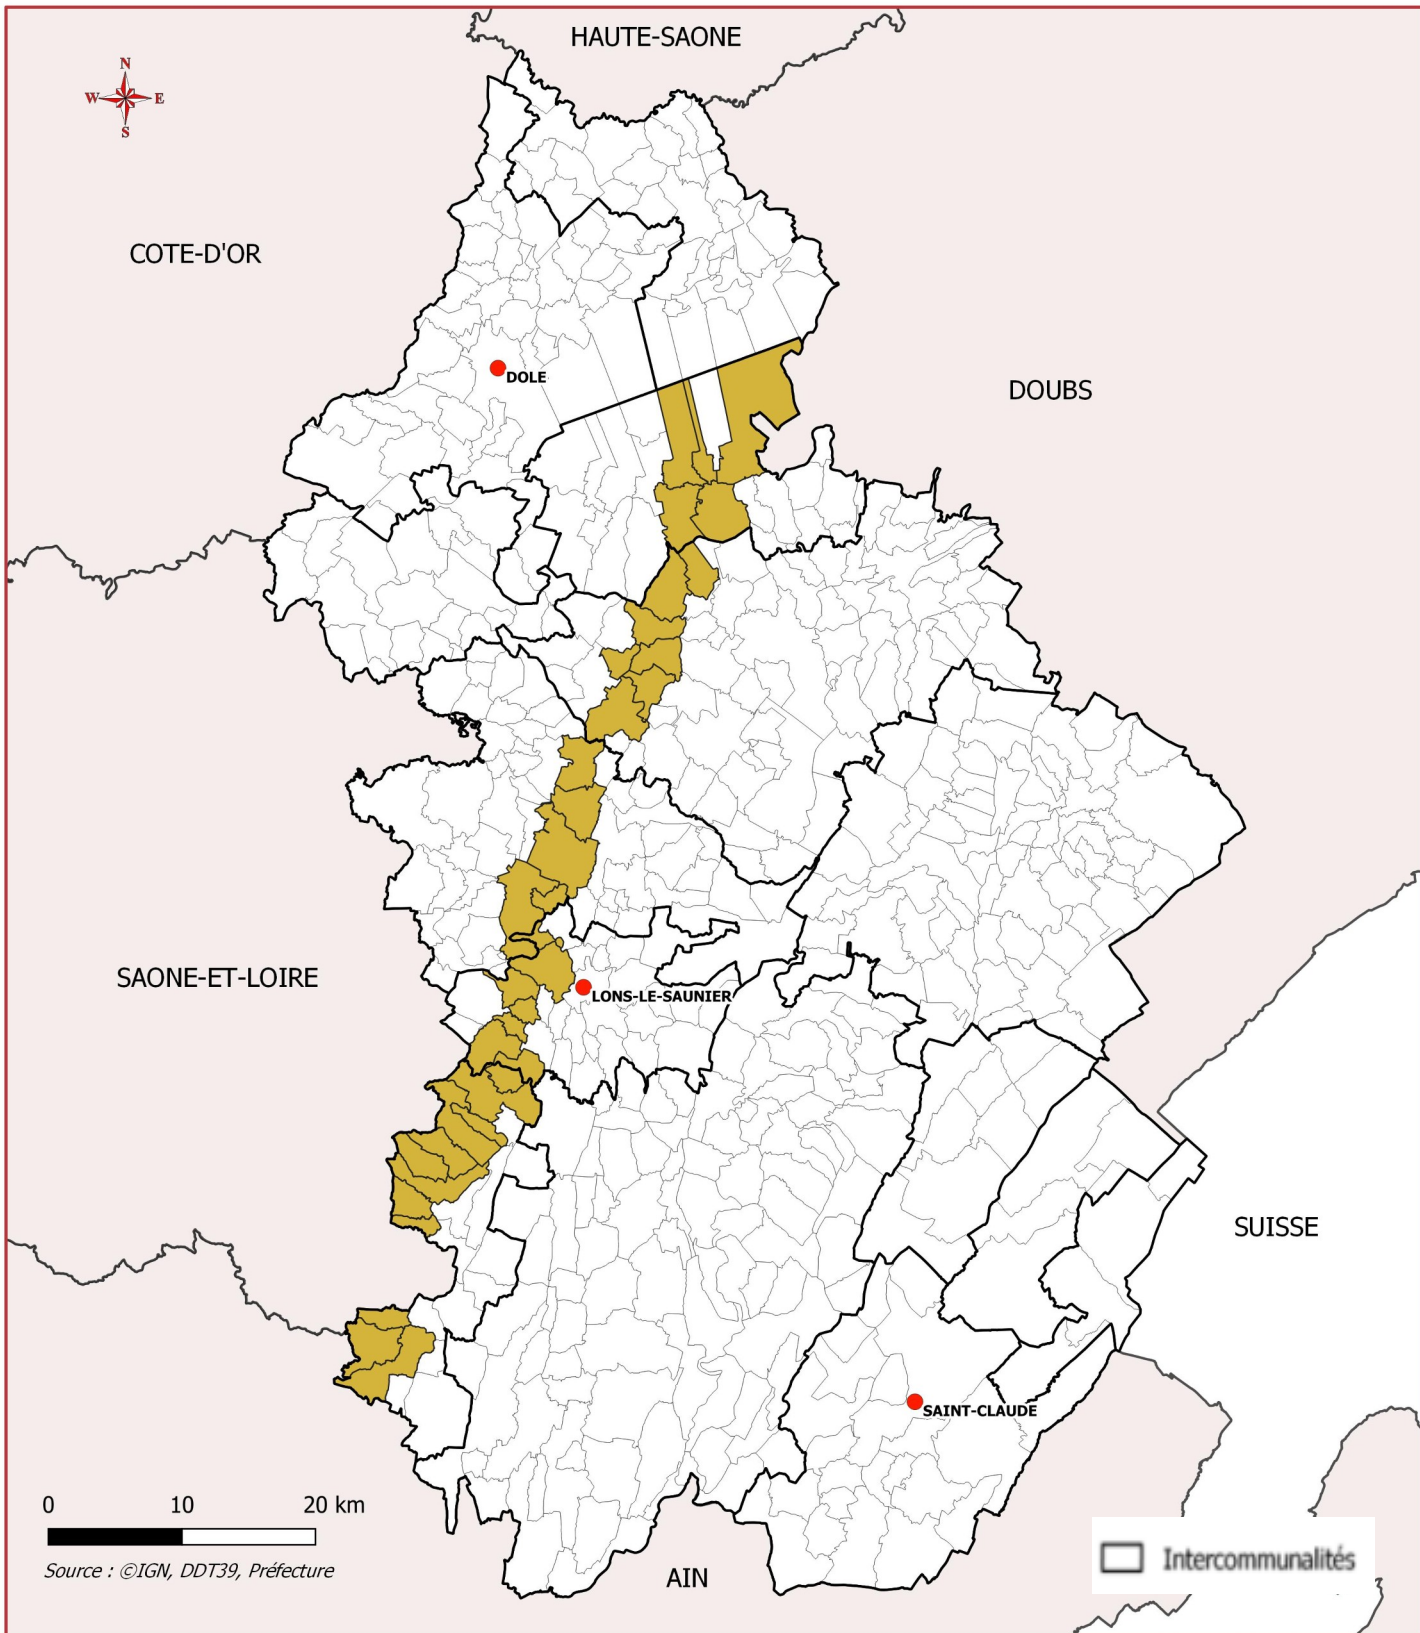 HAUTE-SAONE
N
W E
S
COTE-D'OR
DOLE
DOUBS
SAONE-ET-LOIRE
LONS-LE-SAUNIER
SUISSE
SAINT-CLAUDE
0 10 20 km
Source : ©IGN, DDT39, Préfecture
AIN
Intercommunalités